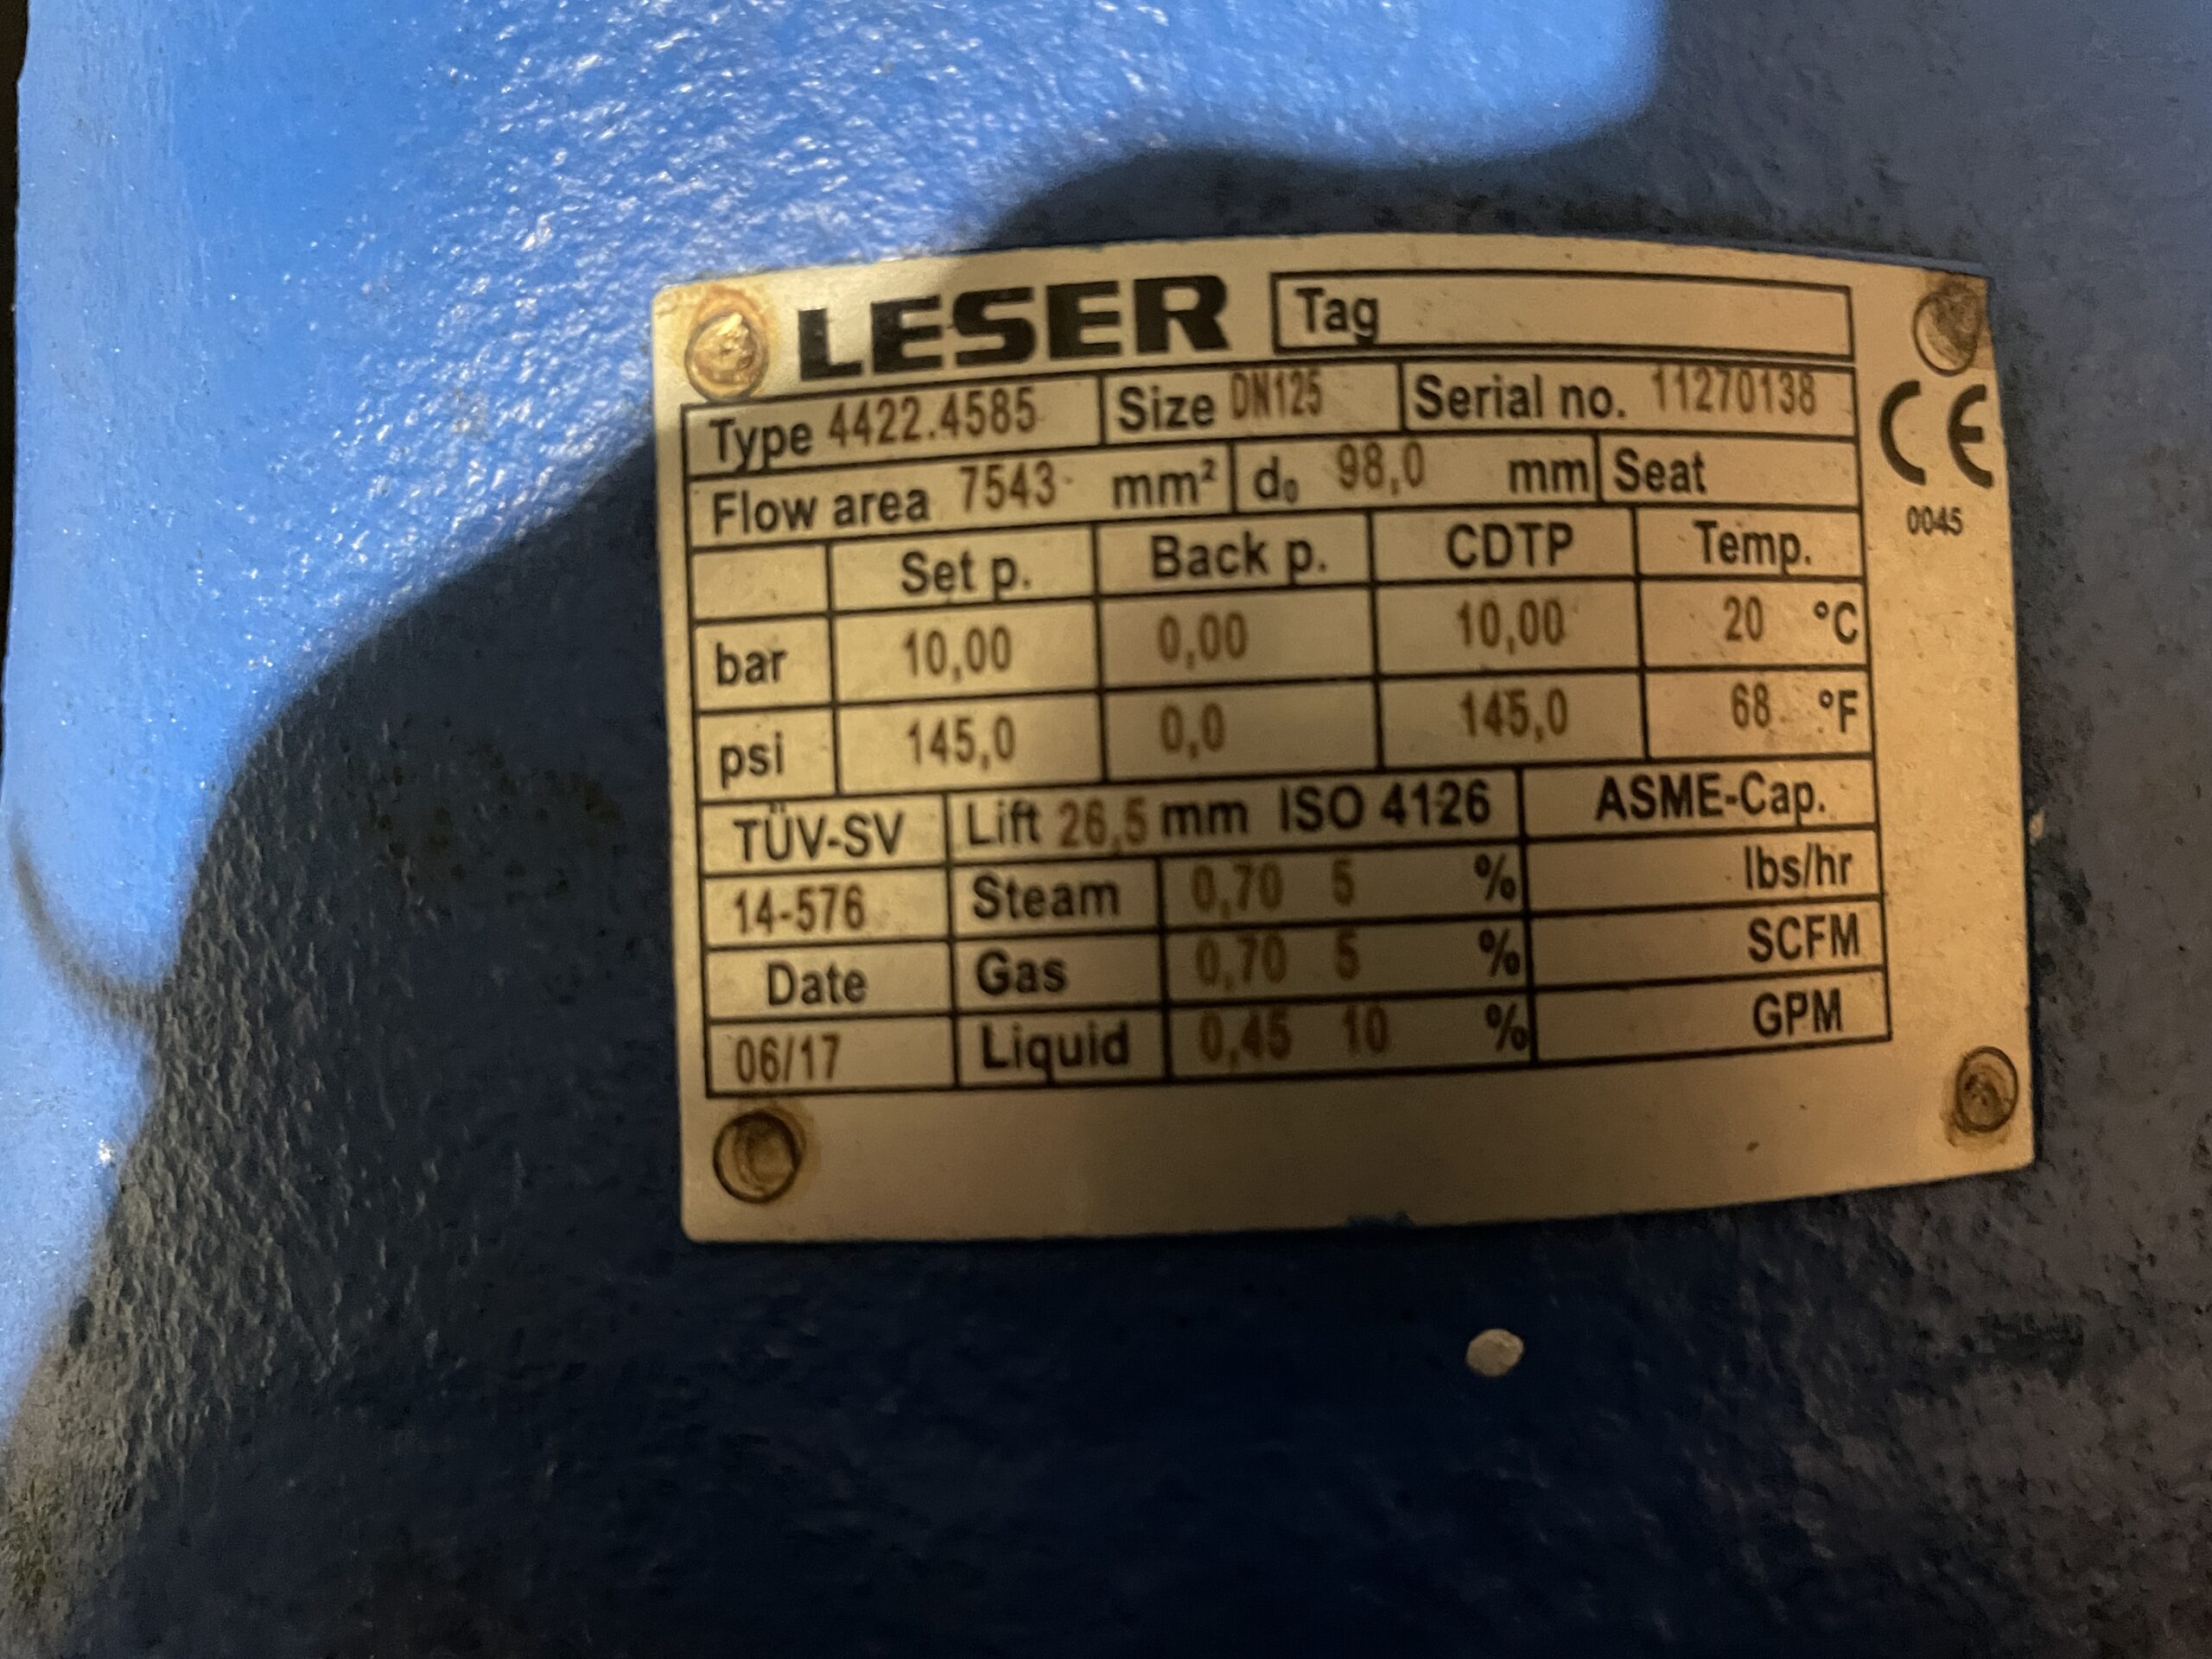 LESER Tag
Type 4422.4585 Size DN125 Serial no. 11270138
Flow area 7543 mm² d₀ 98,0 mm Seat
CE
0045
Set p. Back p. CDTP Temp.
bar 10,00 0,00 10,00 20 °C
psi 145,0 0,0 145,0 68 °F
TÜV-SV Lift 26,5 mm ISO 4126 ASME-Cap.
14-576 Steam 0,70 5 % lbs/hr
Date Gas 0,70 5 % SCFM
06/17 Liquid 0,45 10 % GPM